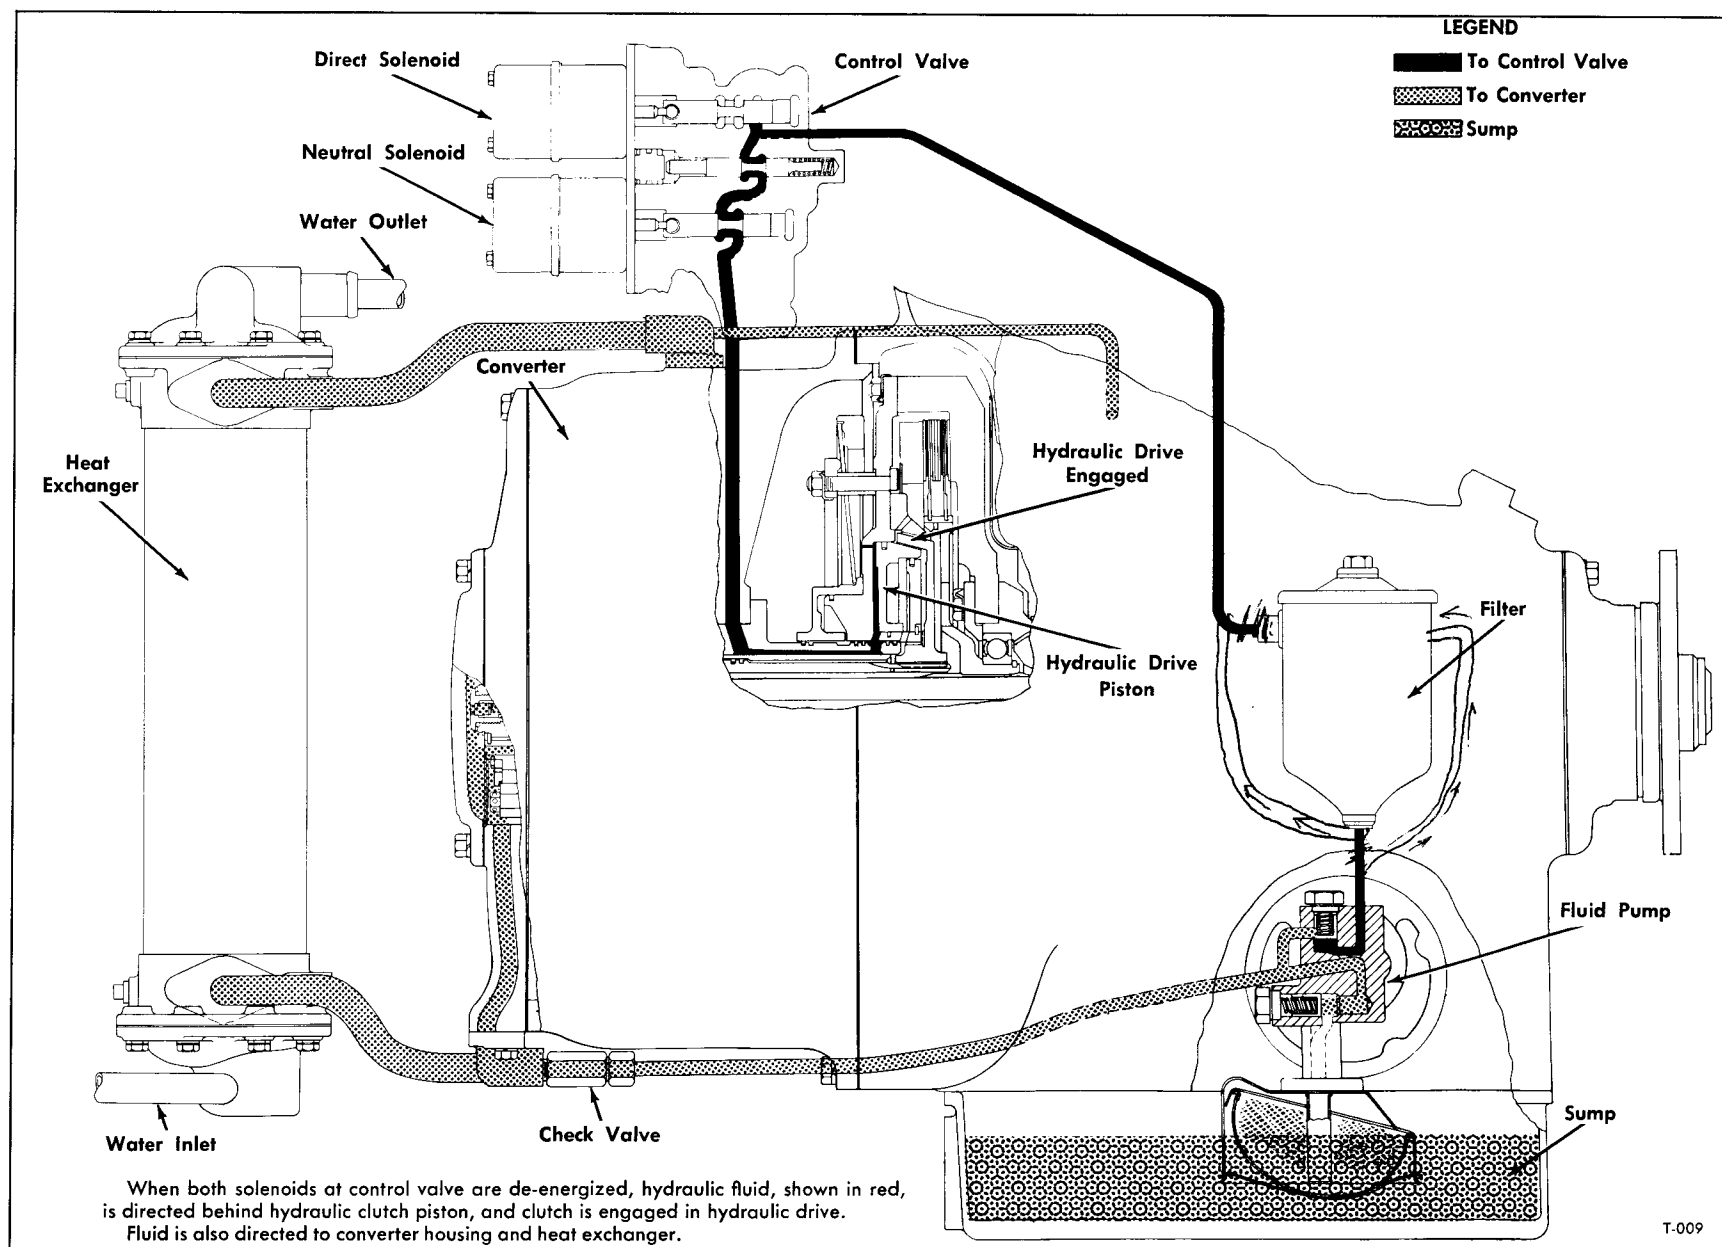 LEGEND
To Control Valve
To Converter
Sump
Direct Solenoid
Control Valve
Neutral Solenoid
Water Outlet
Converter
Heat
Exchanger
Hydraulic Drive
Engaged
Filter
Hydraulic Drive
Piston
Fluid Pump
Sump
Check Valve
Water Inlet
When both solenoids at control valve are de-energized, hydraulic fluid, shown in red,
is directed behind hydraulic clutch piston, and clutch is engaged in hydraulic drive.
Fluid is also directed to converter housing and heat exchanger.
T-009